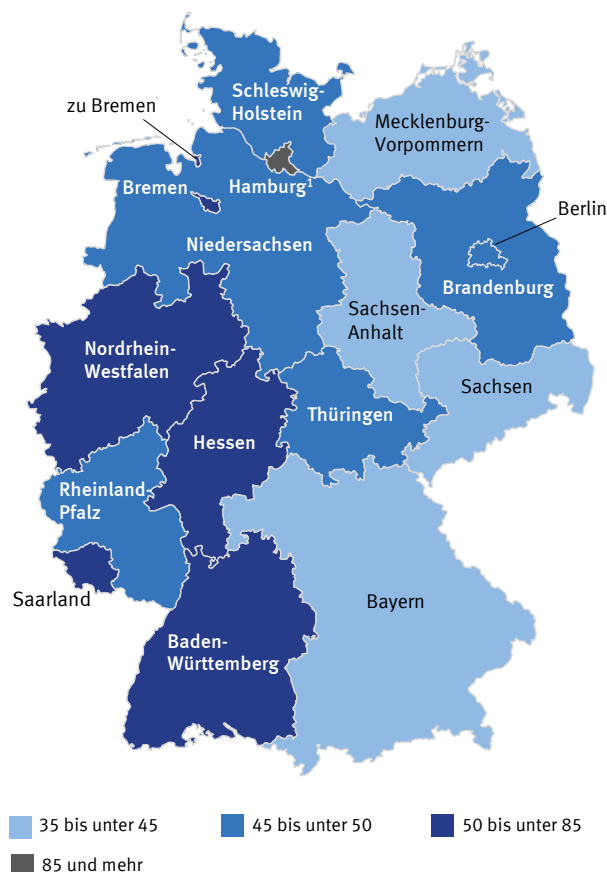 Schleswig-
Holstein
zu Bremen
Mecklenburg-
Vorpommern
Bremen
Hamburg¹
Berlin
Niedersachsen
Brandenburg
Sachsen-
Anhalt
Nordrhein-
Westfalen
Sachsen
Thüringen
Hessen
Rheinland-
Pfalz
Saarland
Bayern
Baden-
Württemberg
35 bis unter 45
45 bis unter 50
50 bis unter 85
85 und mehr